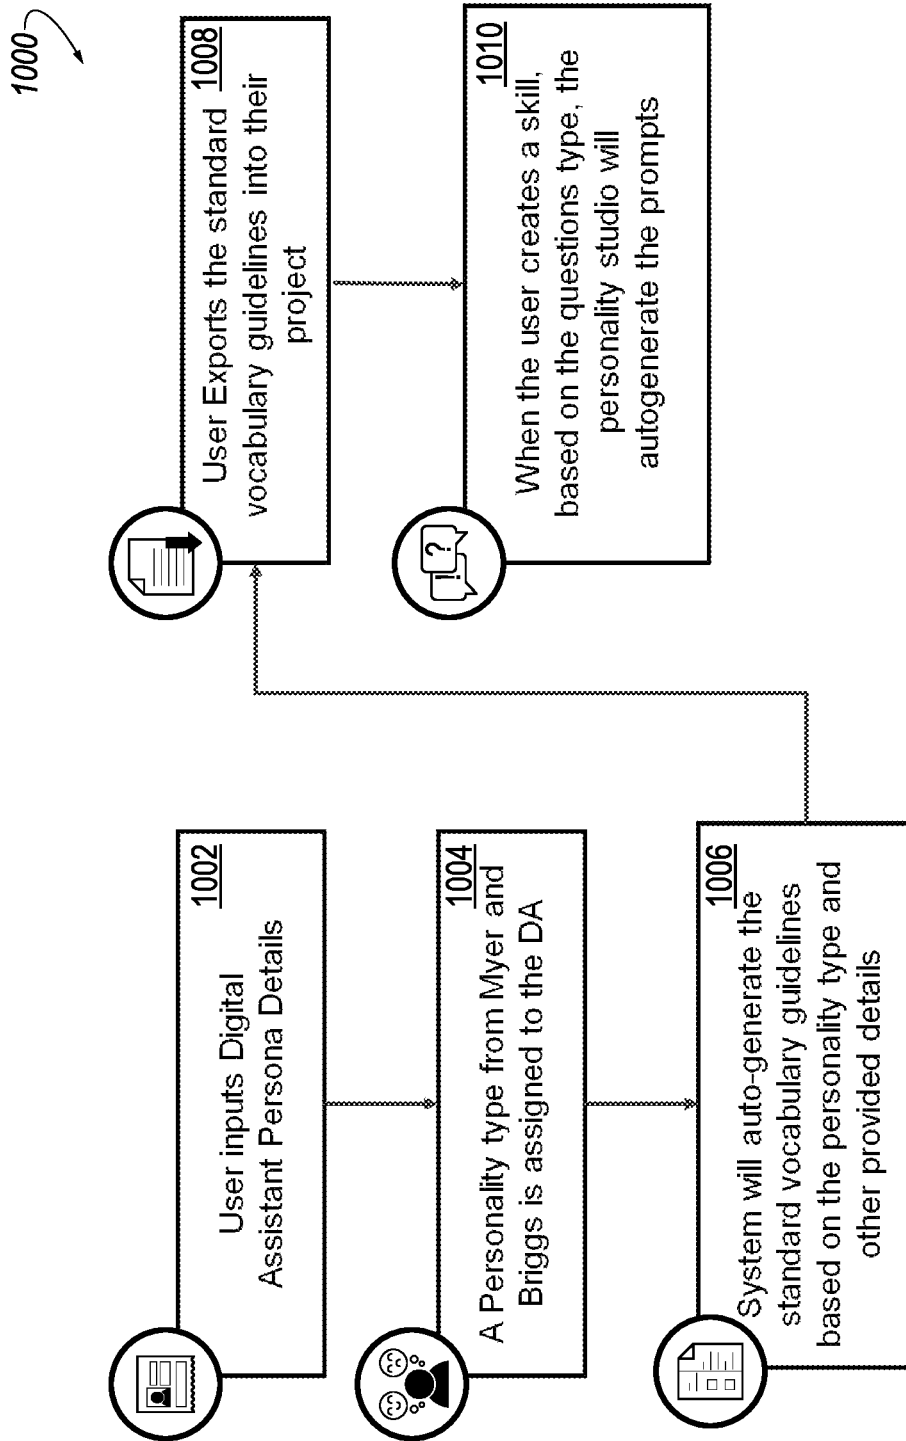 1000
1002
User inputs Digital
Assistant Persona Details
1004
A Personality type from Myer and
Briggs is assigned to the DA
1006
System will auto-generate the
standard vocabulary guidelines
based on the personality type and
other provided details
1008
User Exports the standard
vocabulary guidelines into their
project
1010
When the user creates a skill,
based on the questions type, the
personality studio will
autogenerate the prompts
!
?